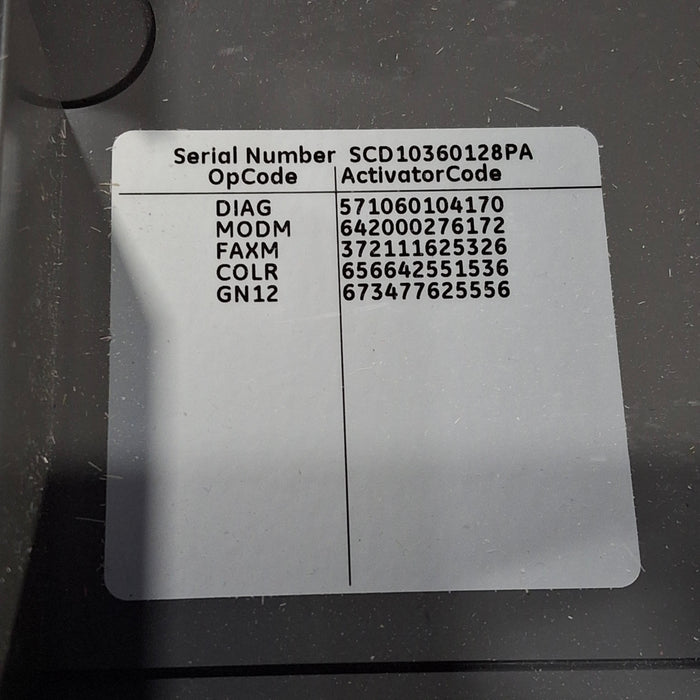 Serial Number SCD10360128PA
OpCode ActivatorCode
DIAG 571060104170
MODM 642000276172
FAXM 372111625326
COLR 656642551536
GN12 673477625556